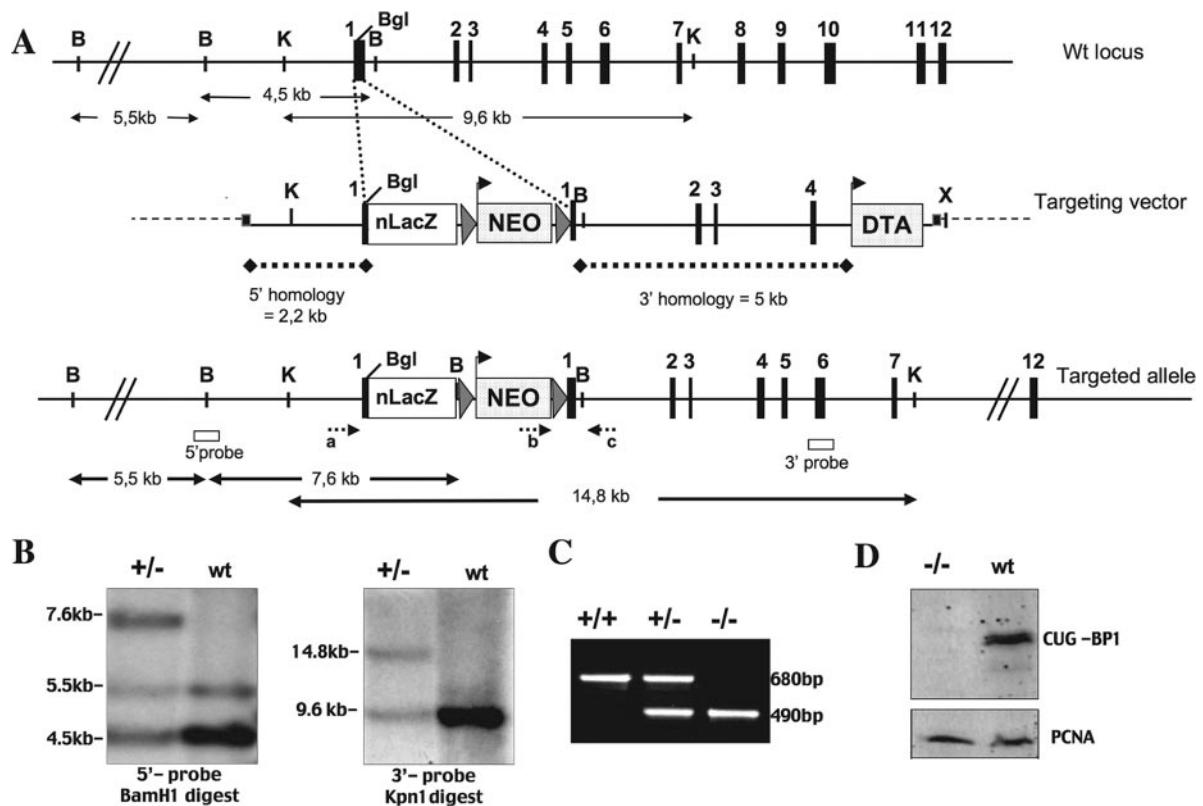 A
B B K 1 Bgl B 2 3 4 5 6 7 K 8 9 10 11 12 Wt locus
4,5 kb
5,5kb 9,6 kb
K 1 Bgl 1 B 2 3 4 X Targeting vector
nLacZ NEO DTA
5' homology = 2,2 kb
3' homology = 5 kb
B B K 1 Bgl B 1 B 2 3 4 5 6 7 K 12 Targeted allele
nLacZ NEO
a b c
5'probe 3' probe
5,5 kb 7,6 kb
14,8 kb
B
+/- wt
7.6kb-
5.5kb-
4.5kb-
5'- probe
BamH1 digest
+/- wt
14.8kb-
9.6 kb-
3'- probe
Kpn1 digest
C
+/+ +/- -/-
680bp
490bp
D
-/- wt
CUG -BP1
PCNA